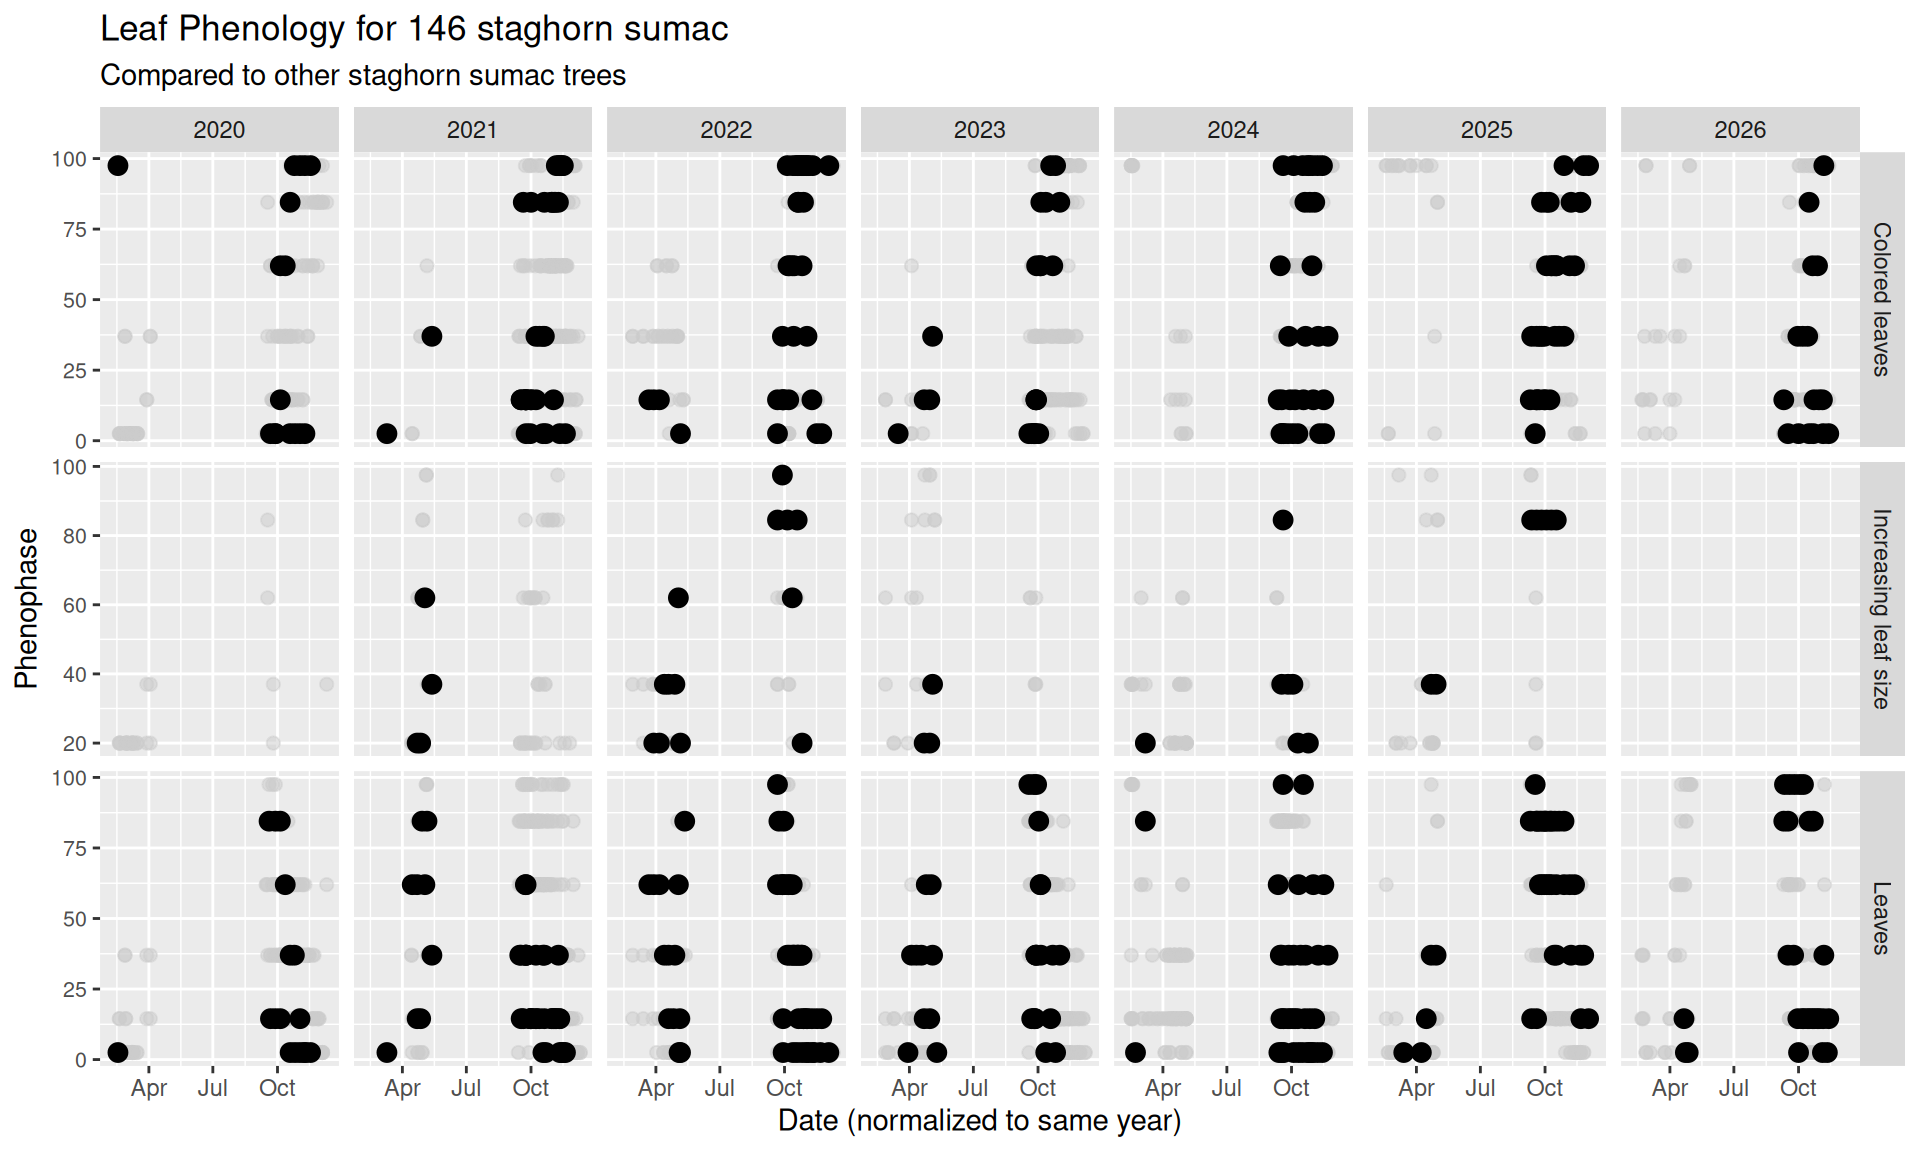 Leaf Phenology for 146 staghorn sumac
Compared to other staghorn sumac trees
2020 2021 2022 2023 2024 2025 2026
100
75
50
25
0
Colored leaves
100
80
60
40
20
Increasing leaf size
100
75
50
25
0
Leaves
Phenophase
Apr Jul Oct Apr Jul Oct Apr Jul Oct Apr Jul Oct Apr Jul Oct Apr Jul Oct Apr Jul Oct
Date (normalized to same year)